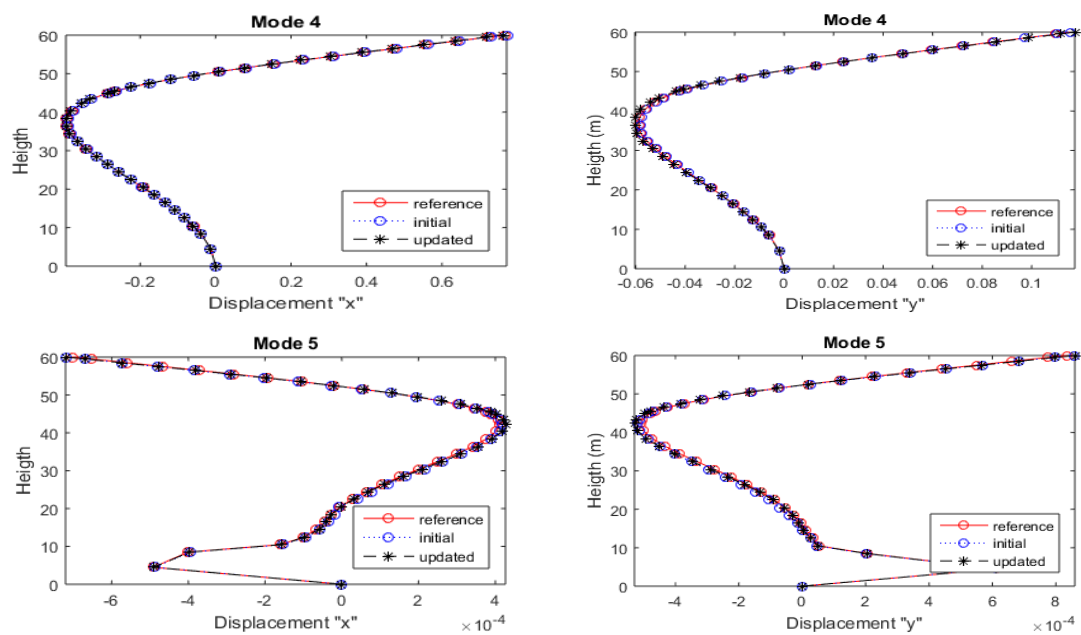 Mode 4
60
50
40
30
20
10
0
Heigth
-0.2 0 0.2 0.4 0.6
Displacement "x"
reference
initial
updated
Mode 4
60
50
40
30
20
10
0
Heigth (m)
-0.06 -0.04 -0.02 0 0.02 0.04 0.06 0.08 0.1
Displacement "y"
reference
initial
updated
Mode 5
60
50
40
30
20
10
0
Heigth
-6 -4 -2 0 2 4
Displacement "x" ×10⁻⁴
reference
initial
updated
Mode 5
60
50
40
30
20
10
0
Heigth (m)
-4 -2 0 2 4 6 8
Displacement "y" ×10⁻⁴
reference
initial
updated